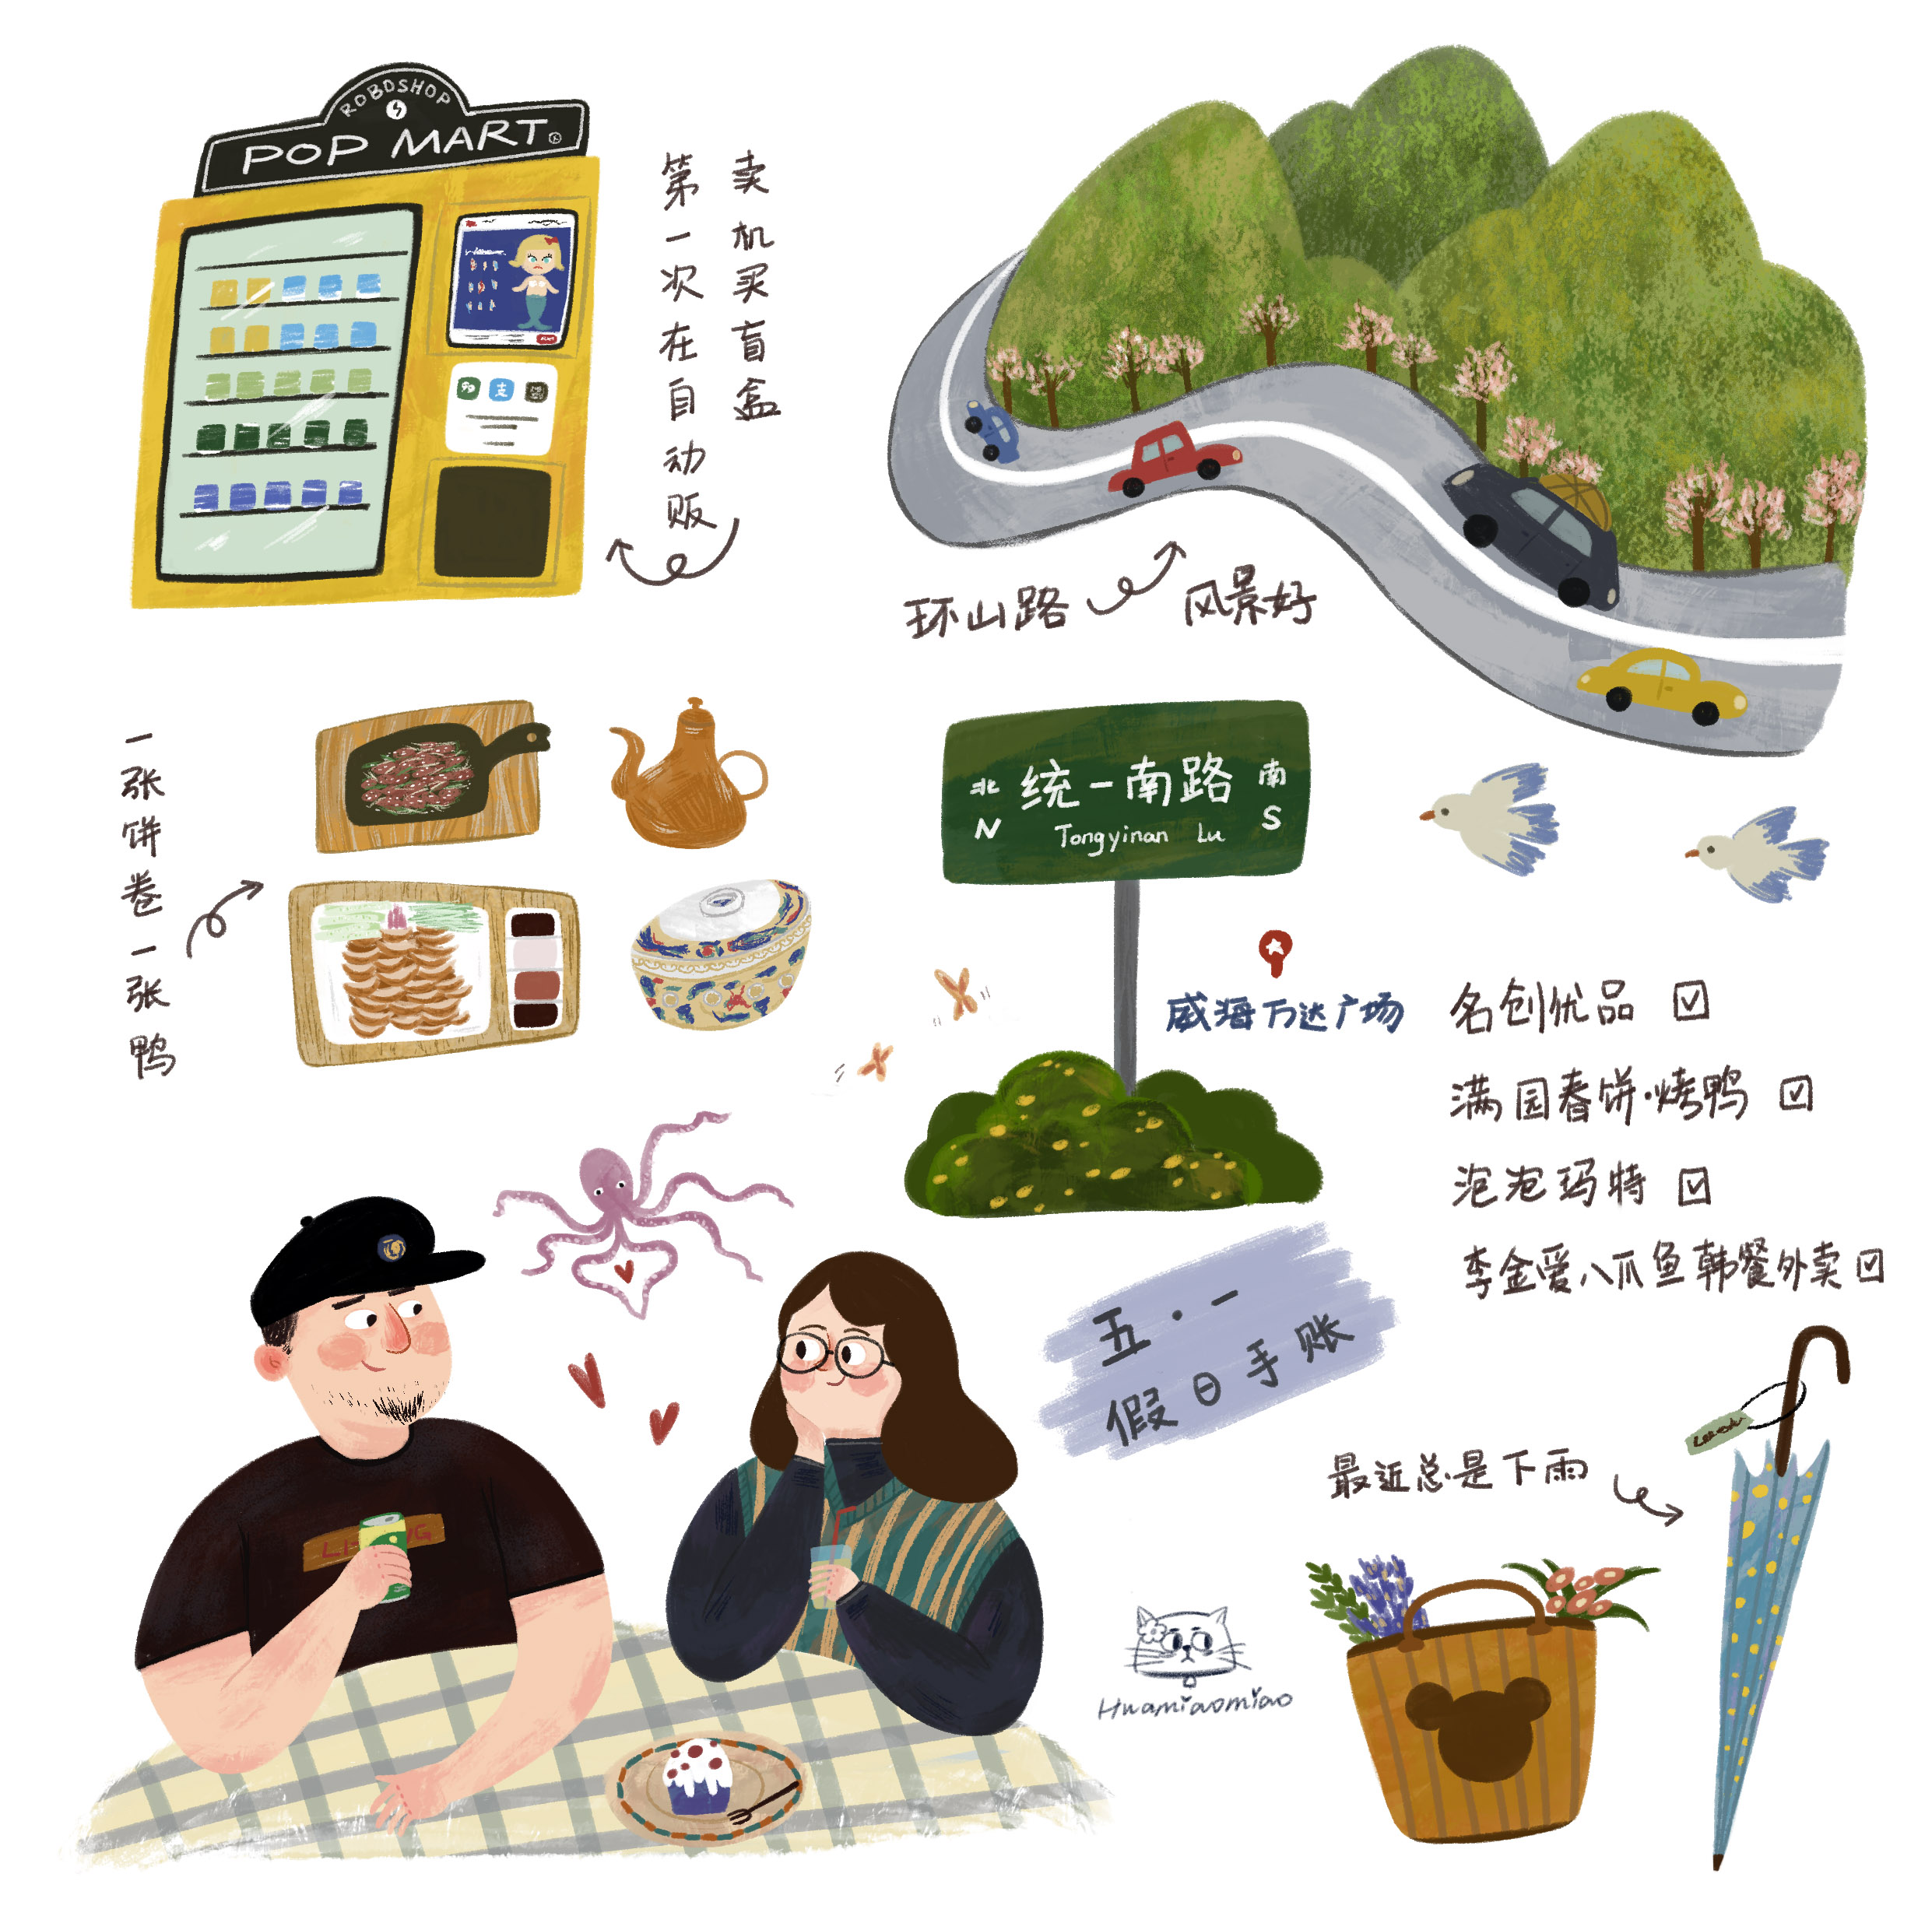 ROBOSHOP
POP MART
第一次在自动贩
卖机买盲盒
环山路
风景好
一张饼卷一张鸭
北 统一南路 南
N Tongyinan Lu S
威海万达广场
名创优品
满园春饼·烤鸭
泡泡玛特
李金爱八爪鱼韩餐外卖
五·一
假日手账
最近总是下雨
Huamiaomiao